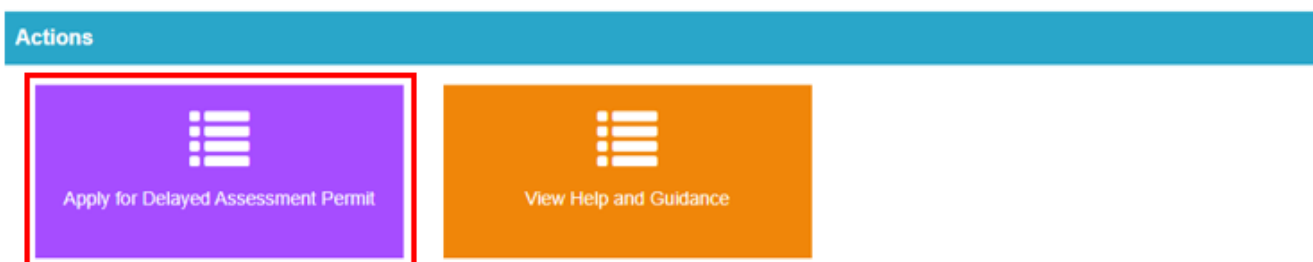 Actions
Apply for Delayed Assessment Permit
View Help and Guidance